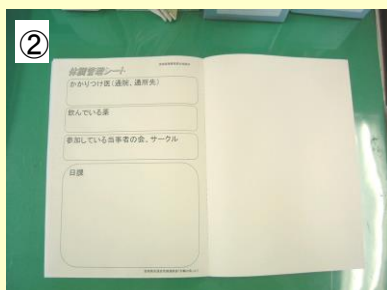 ②
体調管理シート
かかりつけ医(通院、通所先)
飲んでいる薬
参加している当事者の会、サークル
日課